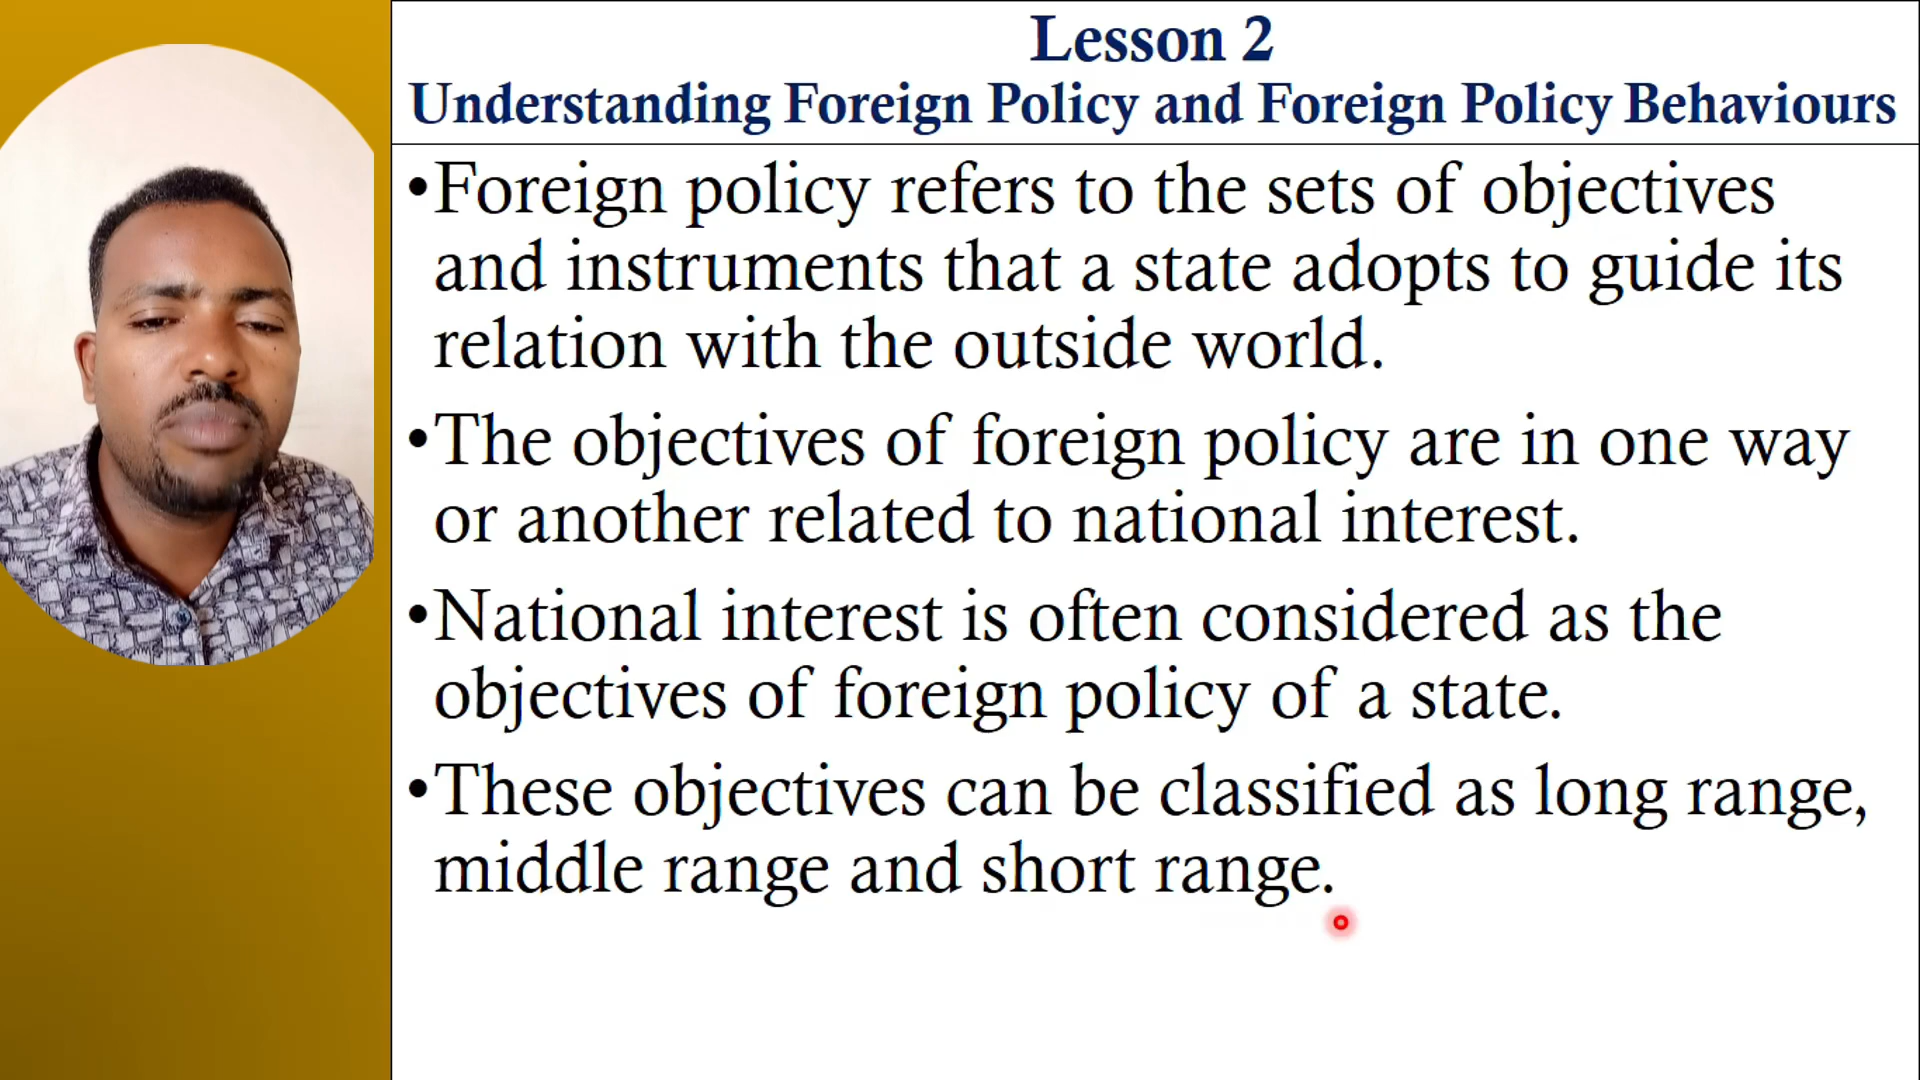 Lesson 2
Understanding Foreign Policy and Foreign Policy Behaviours
•Foreign policy refers to the sets of objectives
and instruments that a state adopts to guide its
relation with the outside world.
•The objectives of foreign policy are in one way
or another related to national interest.
•National interest is often considered as the
objectives of foreign policy of a state.
•These objectives can be classified as long range,
middle range and short range.